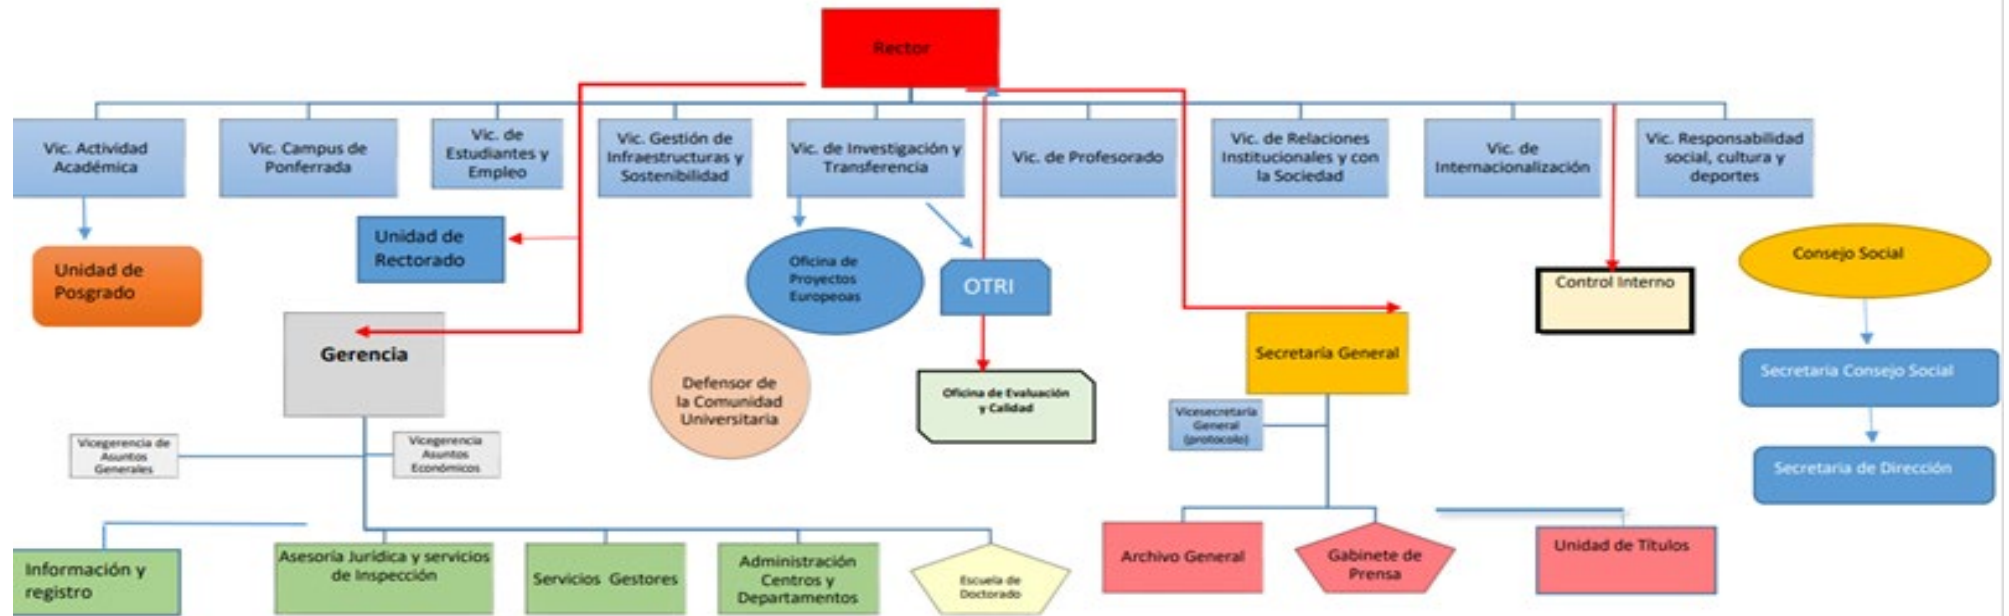 Rector
Vic. Actividad
Académica
Vic. Campus de
Ponferrada
Vic. de
Estudiantes y
Empleo
Vic. Gestión de
Infraestructuras y
Sostenibilidad
Vic. de Investigación y
Transferencia
Vic. de Profesorado
Vic. de Relaciones
Institucionales y con
la Sociedad
Vic. de
Internacionalización
Vic. Responsabilidad
social, cultura y
deportes
Unidad de
Posgrado
Unidad de
Rectorado
Oficina de
Proyectos
Europeoas
OTRI
Control Interno
Consejo Social
Gerencia
Defensor de
la Comunidad
Universitaria
Oficina de Evaluación
y Calidad
Secretaría General
Secretaria Consejo Social
Vicesecretaría
General
(protocolo)
Vicegerencia de
Asuntos
Generales
Vicegerencia
Asuntos
Económicos
Secretaria de Dirección
Información y
registro
Asesoría Jurídica y servicios
de Inspección
Servicios Gestores
Administración
Centros y
Departamentos
Escuela de
Doctorado
Archivo General
Gabinete de
Prensa
Unidad de Títulos